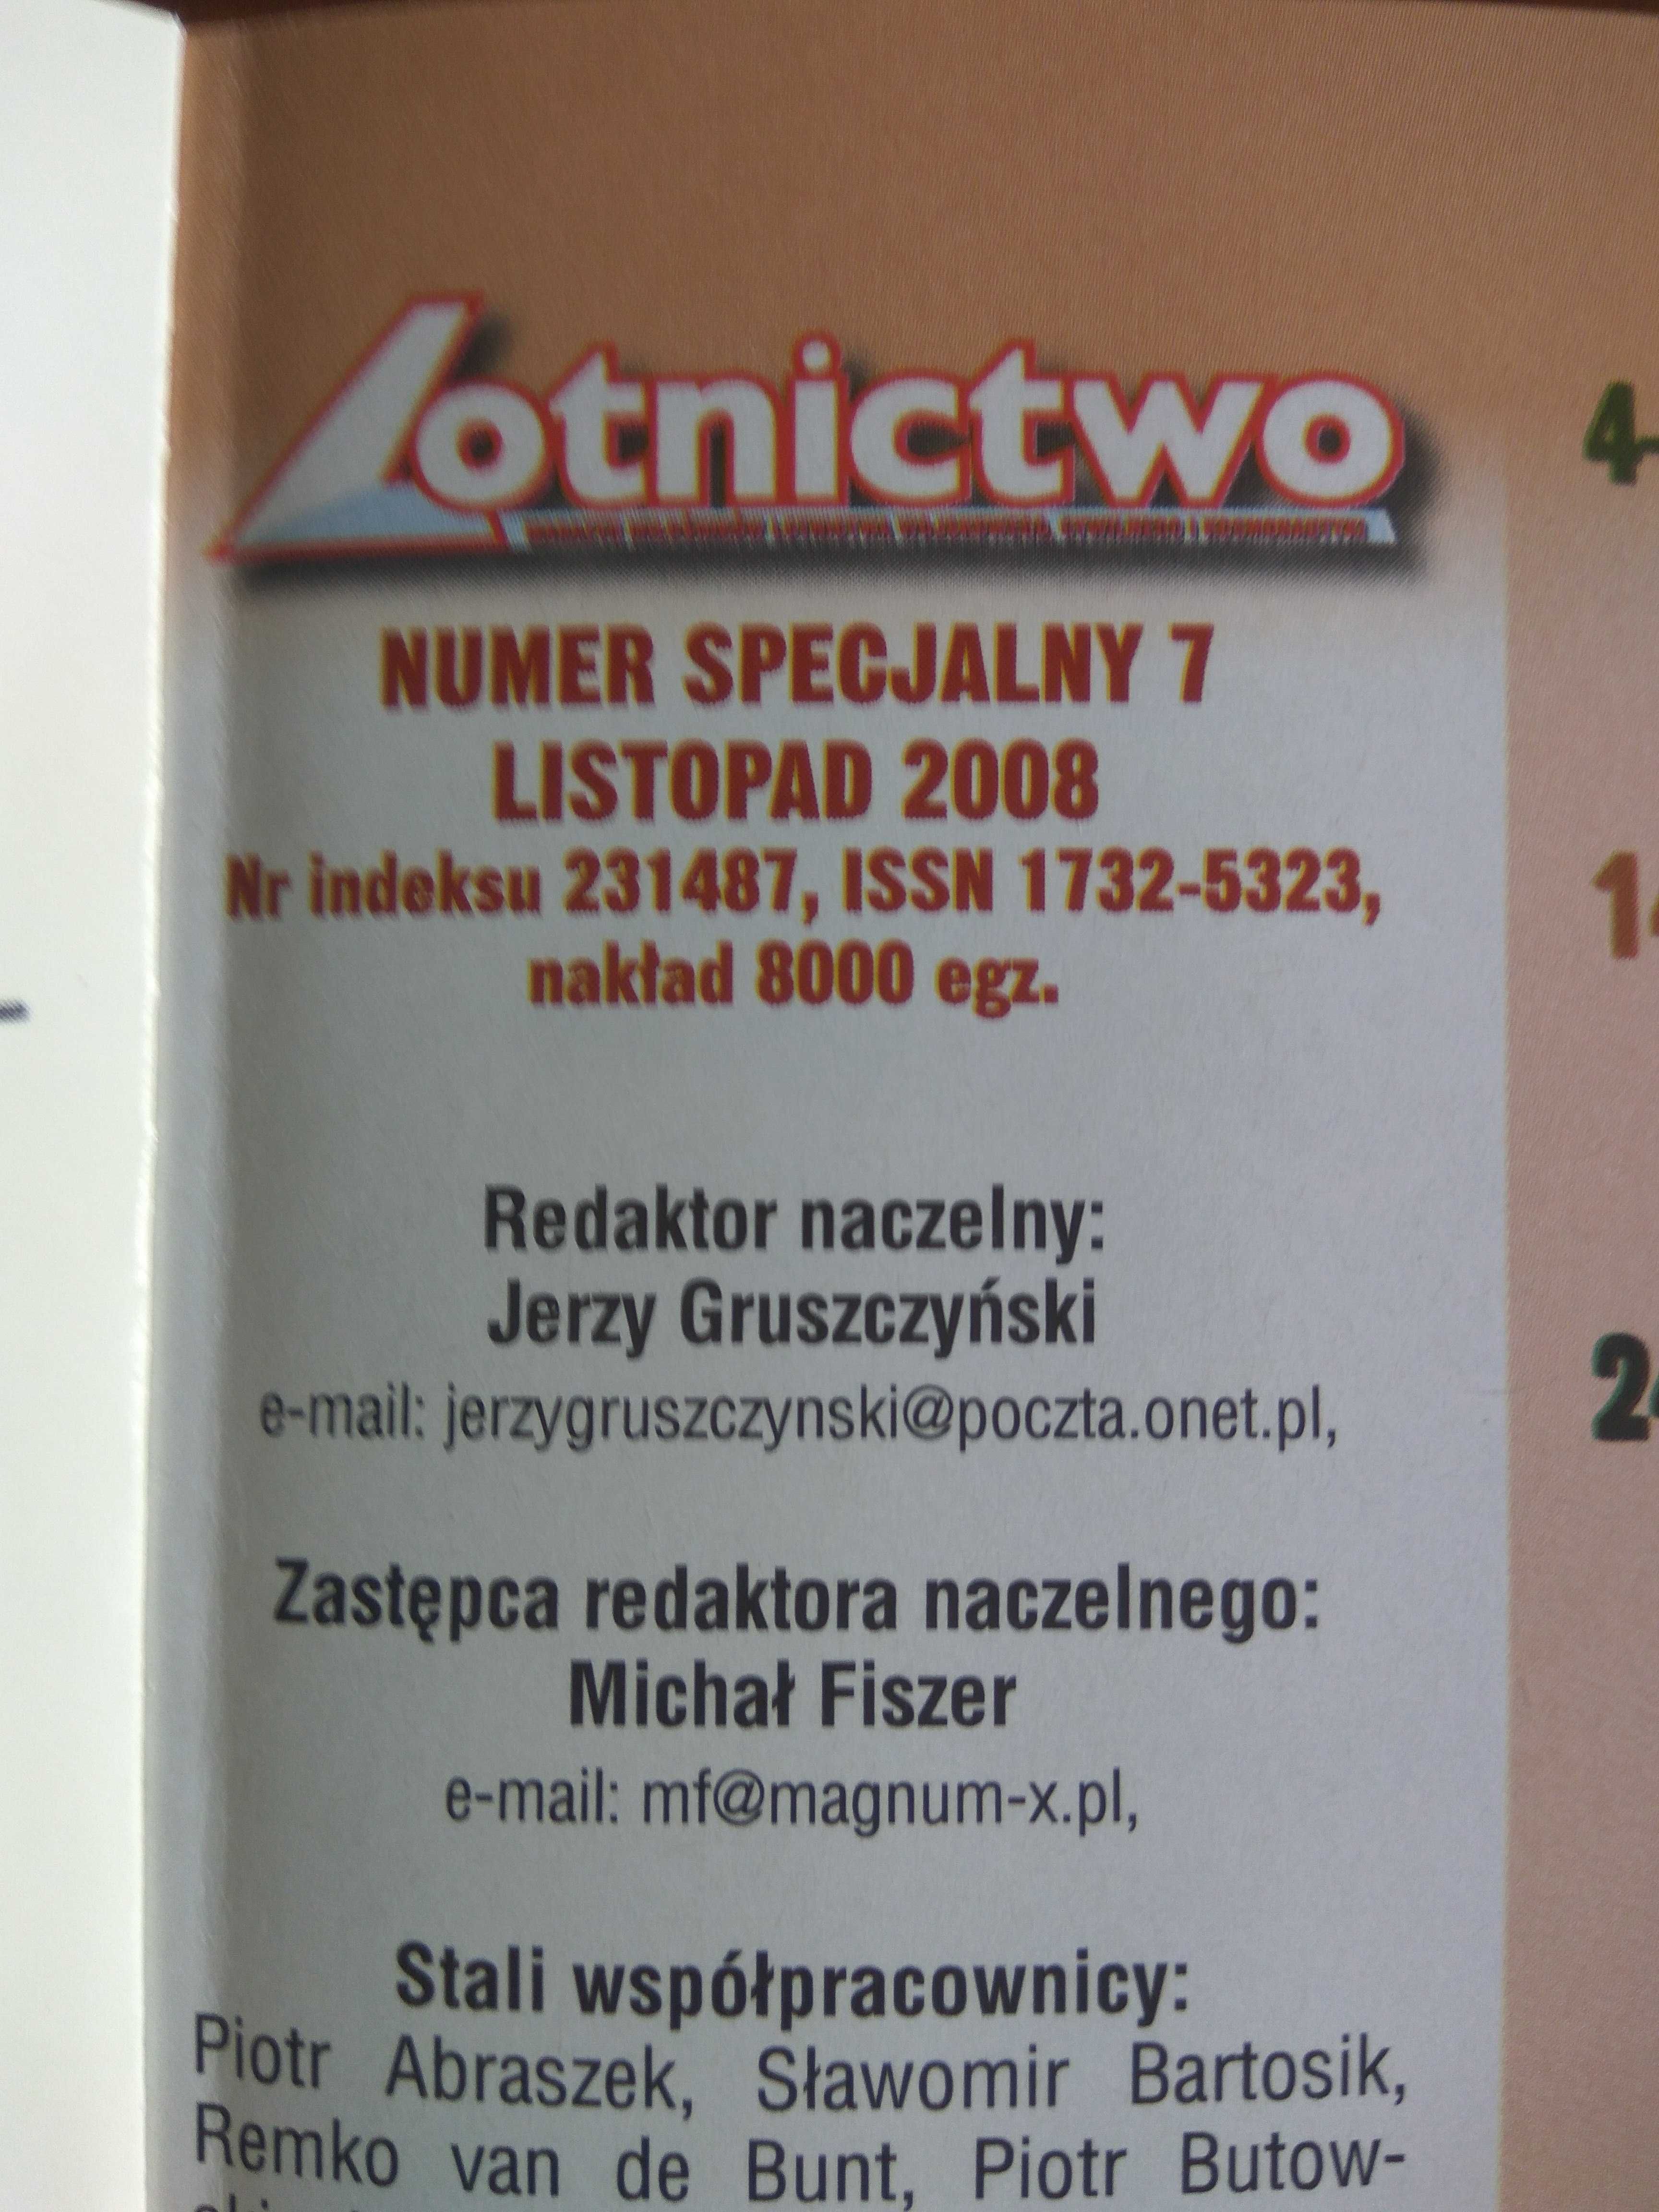 Lotnictwo
NUMER SPECJALNY 7
LISTOPAD 2008
Nr indeksu 231487, ISSN 1732-5323,
nakład 8000 egz.
Redaktor naczelny:
Jerzy Gruszczyński
e-mail: jerzygruszczynski@poczta.onet.pl,
Zastępca redaktora naczelnego:
Michał Fiszer
e-mail: mf@magnum-x.pl,
Stali współpracownicy:
Piotr Abraszek, Sławomir Bartosik,
Remko van de Bunt, Piotr Butow-